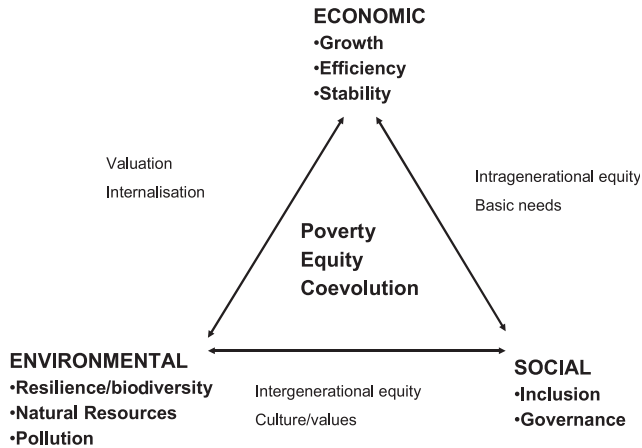 ECONOMIC
•Growth
•Efficiency
•Stability
Valuation
Internalisation
Intragenerational equity
Basic needs
Poverty
Equity
Coevolution
ENVIRONMENTAL
•Resilience/biodiversity
•Natural Resources
•Pollution
Intergenerational equity
Culture/values
SOCIAL
•Inclusion
•Governance